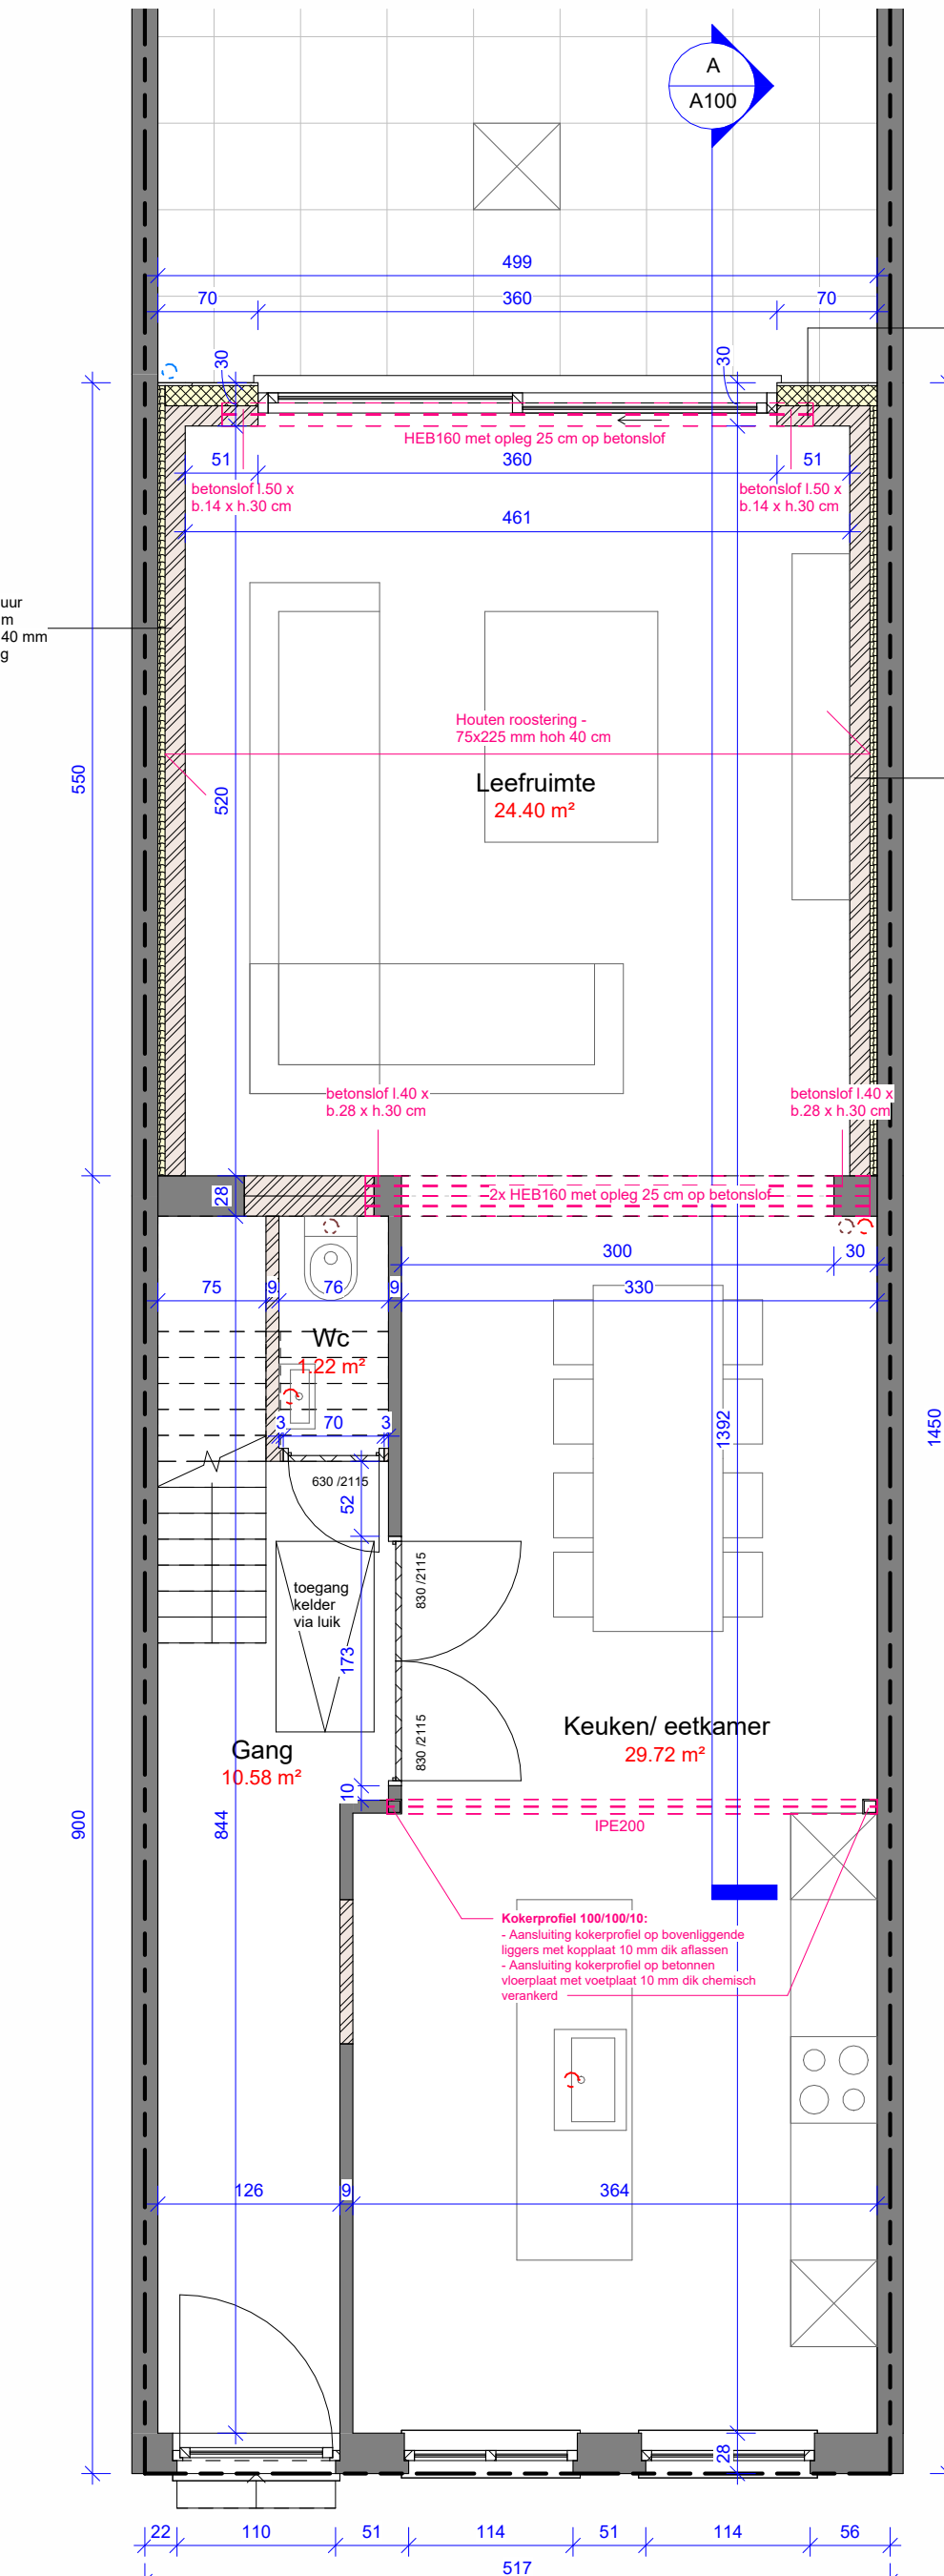 A
A100
499
70
360
70
30
30
HEB160 met opleg 25 cm op betonslof
51
360
51
betonslof l.50 x
b.14 x h.30 cm
betonslof l.50 x
b.14 x h.30 cm
461
uur
m
40 mm
g
Houten roostering -
75x225 mm hoh 40 cm
550
520
Leefruimte
24.40 m²
betonslof l.40 x
b.28 x h.30 cm
betonslof l.40 x
b.28 x h.30 cm
28
2x HEB160 met opleg 25 cm op betonslof
300
30
75
9
76
9
330
Wc
1.22 m²
3
70
3
1392
1450
630 /2115
52
toegang
kelder
via luik
830 /2115
173
830 /2115
Keuken/ eetkamer
29.72 m²
Gang
10.58 m²
10
900
844
IPE200
Kokerprofiel 100/100/10:
- Aansluiting kokerprofiel op bovenliggende
liggers met kopplaat 10 mm dik aflassen
- Aansluiting kokerprofiel op betonnen
vloerplaat met voetplaat 10 mm dik chemisch
verankerd
126
9
364
28
22
110
51
114
51
114
56
517